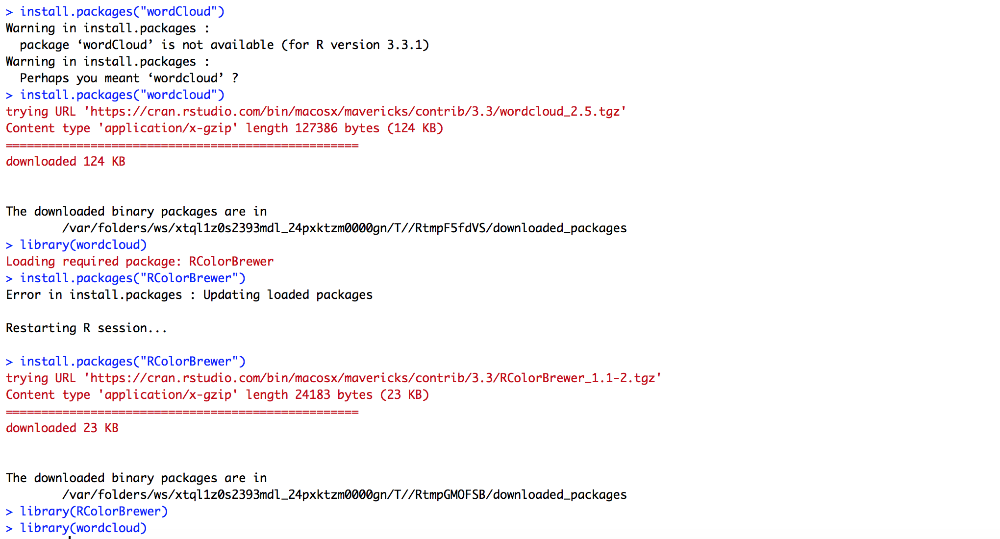 > install.packages("wordCloud")
Warning in install.packages :
  package ‘wordCloud’ is not available (for R version 3.3.1)
Warning in install.packages :
  Perhaps you meant ‘wordcloud’ ?
> install.packages("wordcloud")
trying URL 'https://cran.rstudio.com/bin/macosx/mavericks/contrib/3.3/wordcloud_2.5.tgz'
Content type 'application/x-gzip' length 127386 bytes (124 KB)
==================================================
downloaded 124 KB
The downloaded binary packages are in
	/var/folders/ws/xtql1z0s2393mdl_24pxktzm0000gn/T//RtmpF5fdVS/downloaded_packages
> library(wordcloud)
Loading required package: RColorBrewer
> install.packages("RColorBrewer")
Error in install.packages : Updating loaded packages
Restarting R session...
> install.packages("RColorBrewer")
trying URL 'https://cran.rstudio.com/bin/macosx/mavericks/contrib/3.3/RColorBrewer_1.1-2.tgz'
Content type 'application/x-gzip' length 24183 bytes (23 KB)
==================================================
downloaded 23 KB
The downloaded binary packages are in
	/var/folders/ws/xtql1z0s2393mdl_24pxktzm0000gn/T//RtmpGMOFSB/downloaded_packages
> library(RColorBrewer)
> library(wordcloud)